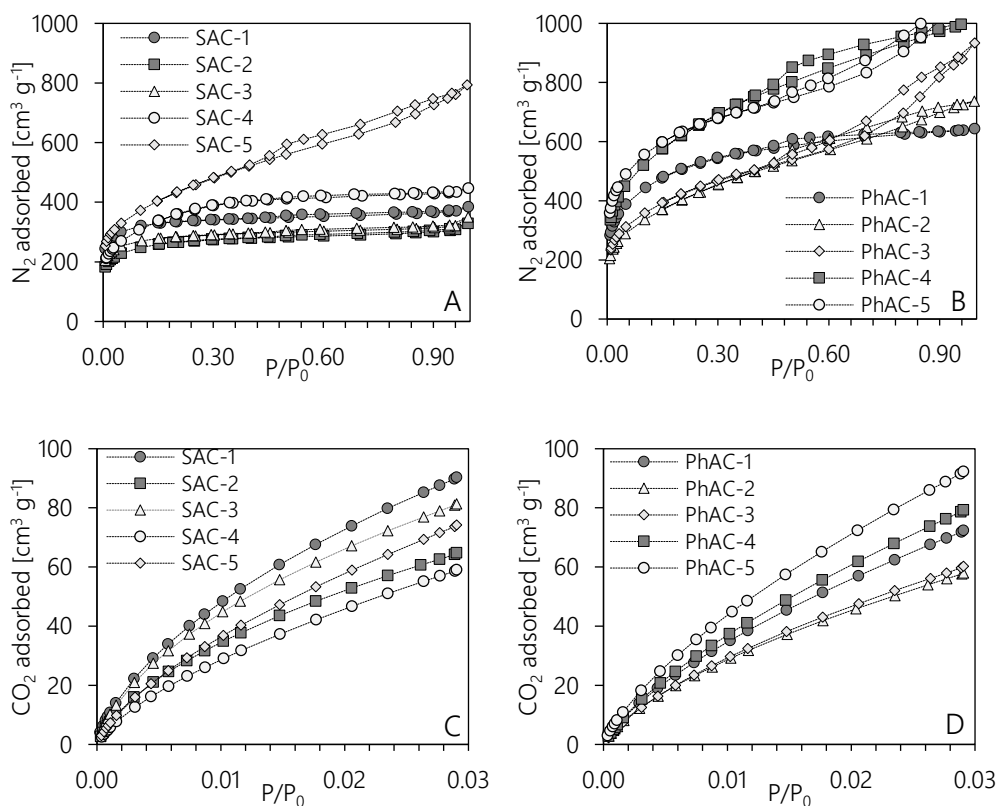 1000
800
600
400
200
0
N2 adsorbed [cm3 g-1]
SAC-1
SAC-2
SAC-3
SAC-4
SAC-5
A
0.00 0.30 0.60 0.90
P/P0
1000
800
600
400
200
0
N2 adsorbed [cm3 g-1]
PhAC-1
PhAC-2
PhAC-3
PhAC-4
PhAC-5
B
0.00 0.30 0.60 0.90
P/P0
100
80
60
40
20
0
CO2 adsorbed [cm3 g-1]
SAC-1
SAC-2
SAC-3
SAC-4
SAC-5
C
0.00 0.01 0.02 0.03
P/P0
100
80
60
40
20
0
CO2 adsorbed [cm3 g-1]
PhAC-1
PhAC-2
PhAC-3
PhAC-4
PhAC-5
D
0.00 0.01 0.02 0.03
P/P0